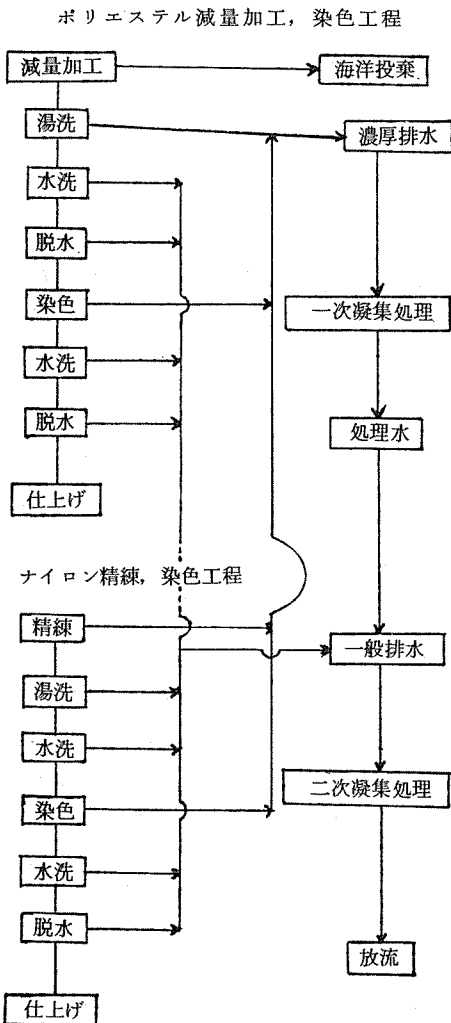 ポリエステル減量加工，染色工程
減量加工
海洋投棄
湯洗
濃厚排水
水洗
脱水
染色
一次凝集処理
水洗
脱水
処理水
仕上げ
ナイロン精練，染色工程
精練
一般排水
湯洗
水洗
二次凝集処理
染色
水洗
脱水
放流
仕上げ